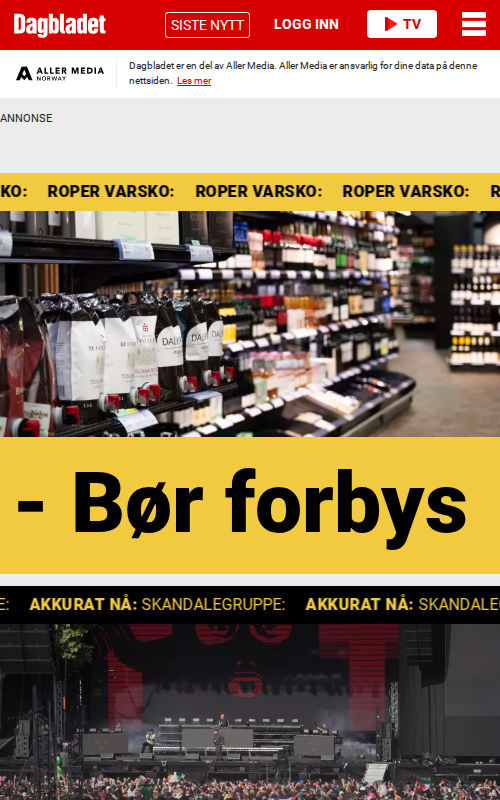 Dagbladet
SISTE NYTT
LOGG INN
TV
ALLER MEDIA
NORWAY
Dagbladet er en del av Aller Media. Aller Media er ansvarlig for dine data på denne
nettsiden. Les mer
ANNONSE
KO: ROPER VARSKO: ROPER VARSKO: ROPER VARSKO: R
- Bør forbys
E: AKKURAT NÅ: SKANDALEGRUPPE: AKKURAT NÅ: SKANDALEG